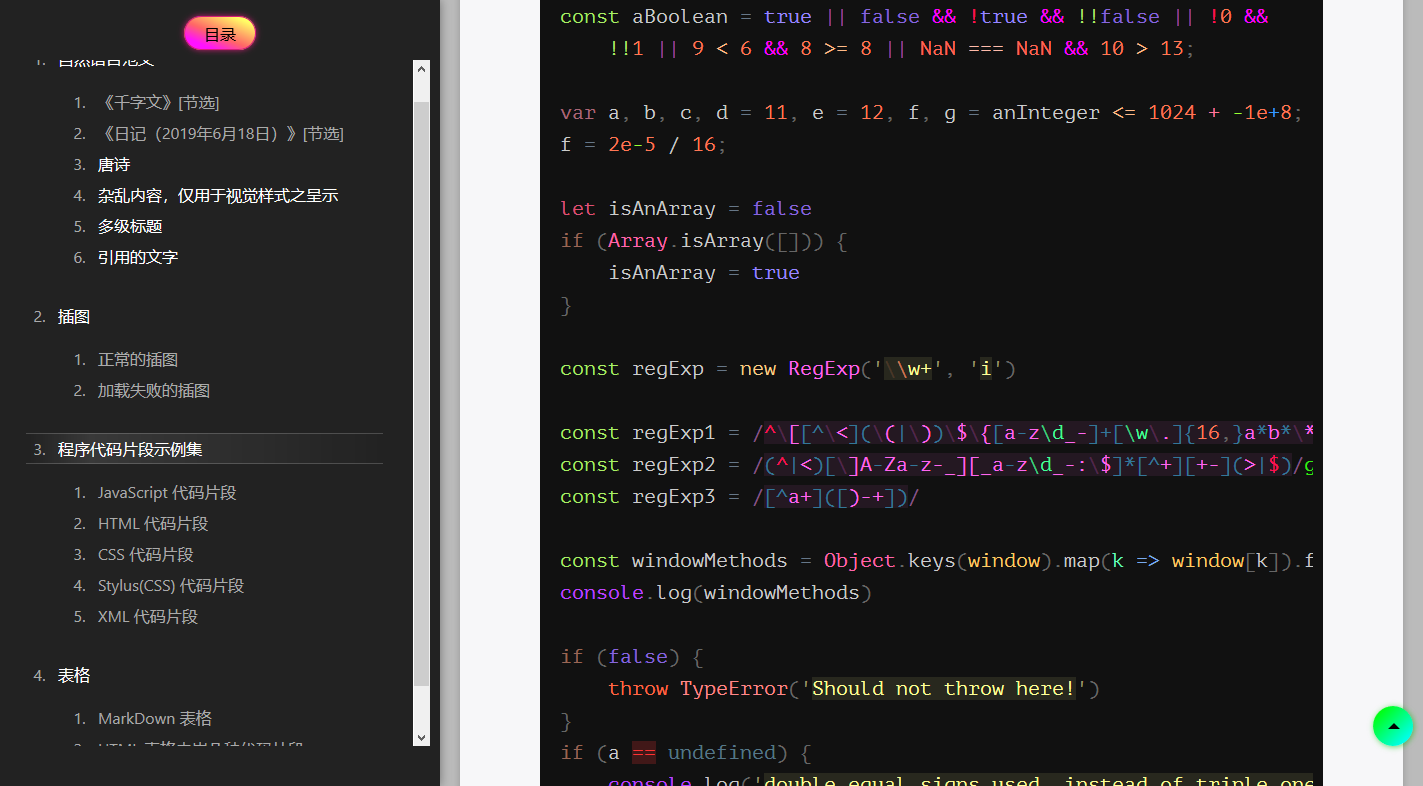 目录
1. 自然语言范文
1. 《千字文》[节选]
2. 《日记（2019年6月18日）》[节选]
3. 唐诗
4. 杂乱内容，仅用于视觉样式之呈示
5. 多级标题
6. 引用的文字
2. 插图
1. 正常的插图
2. 加载失败的插图
3. 程序代码片段示例集
1. JavaScript 代码片段
2. HTML 代码片段
3. CSS 代码片段
4. Stylus(CSS) 代码片段
5. XML 代码片段
4. 表格
1. MarkDown 表格
const aBoolean = true || false && !true && !!false || !0 &&
!!1 || 9 < 6 && 8 >= 8 || NaN === NaN && 10 > 13;
var a, b, c, d = 11, e = 12, f, g = anInteger <= 1024 + -1e+8;
f = 2e-5 / 16;
let isAnArray = false
if (Array.isArray([])) {
isAnArray = true
}
const regExp = new RegExp('\\w+', 'i')
const regExp1 = /^\[[^\<](\(|\))\$\{[a-z\d_-]+[\w\.]{16,}a*b*\*
const regExp2 = /(^|<)[\]A-Za-z-_][_a-z\d_-:\$]*[^+][+-](>|$)/g
const regExp3 = /[^a+]([)-+])/
const windowMethods = Object.keys(window).map(k => window[k]).f
console.log(windowMethods)
if (false) {
throw TypeError('Should not throw here!')
}
if (a == undefined) {
console.log('double equal signs used, instead of triple one